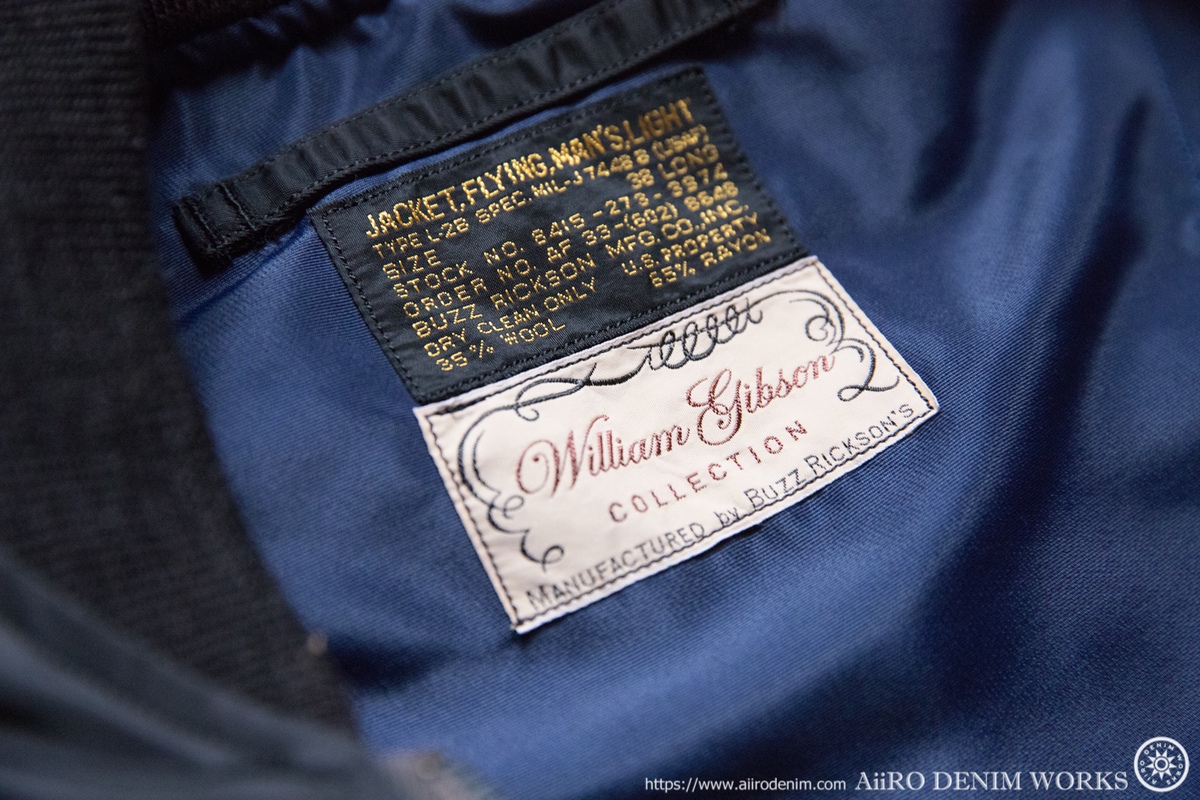 JACKET,FLYING,MAN'S,LIGHT
TYPE L-2B SPEC.MIL-J7448B (USAF)
SIZE 38 LONG
STOCK NO. 8415-273-3974
ORDER NO. AF 33-(602) 8648
BUZZ RICKSON MFG.CO.,INC.
DRY CLEAN ONLY U.S. PROPERTY
35% WOOL 65% RAYON
William Gibson
COLLECTION
MANUFACTURED by BUZZ RICKSON'S
https://www.aiirodenim.com AiiRO DENIM WORKS